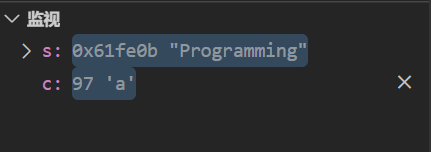 监视
s: 0x61fe0b "Programming"
c: 97 'a'